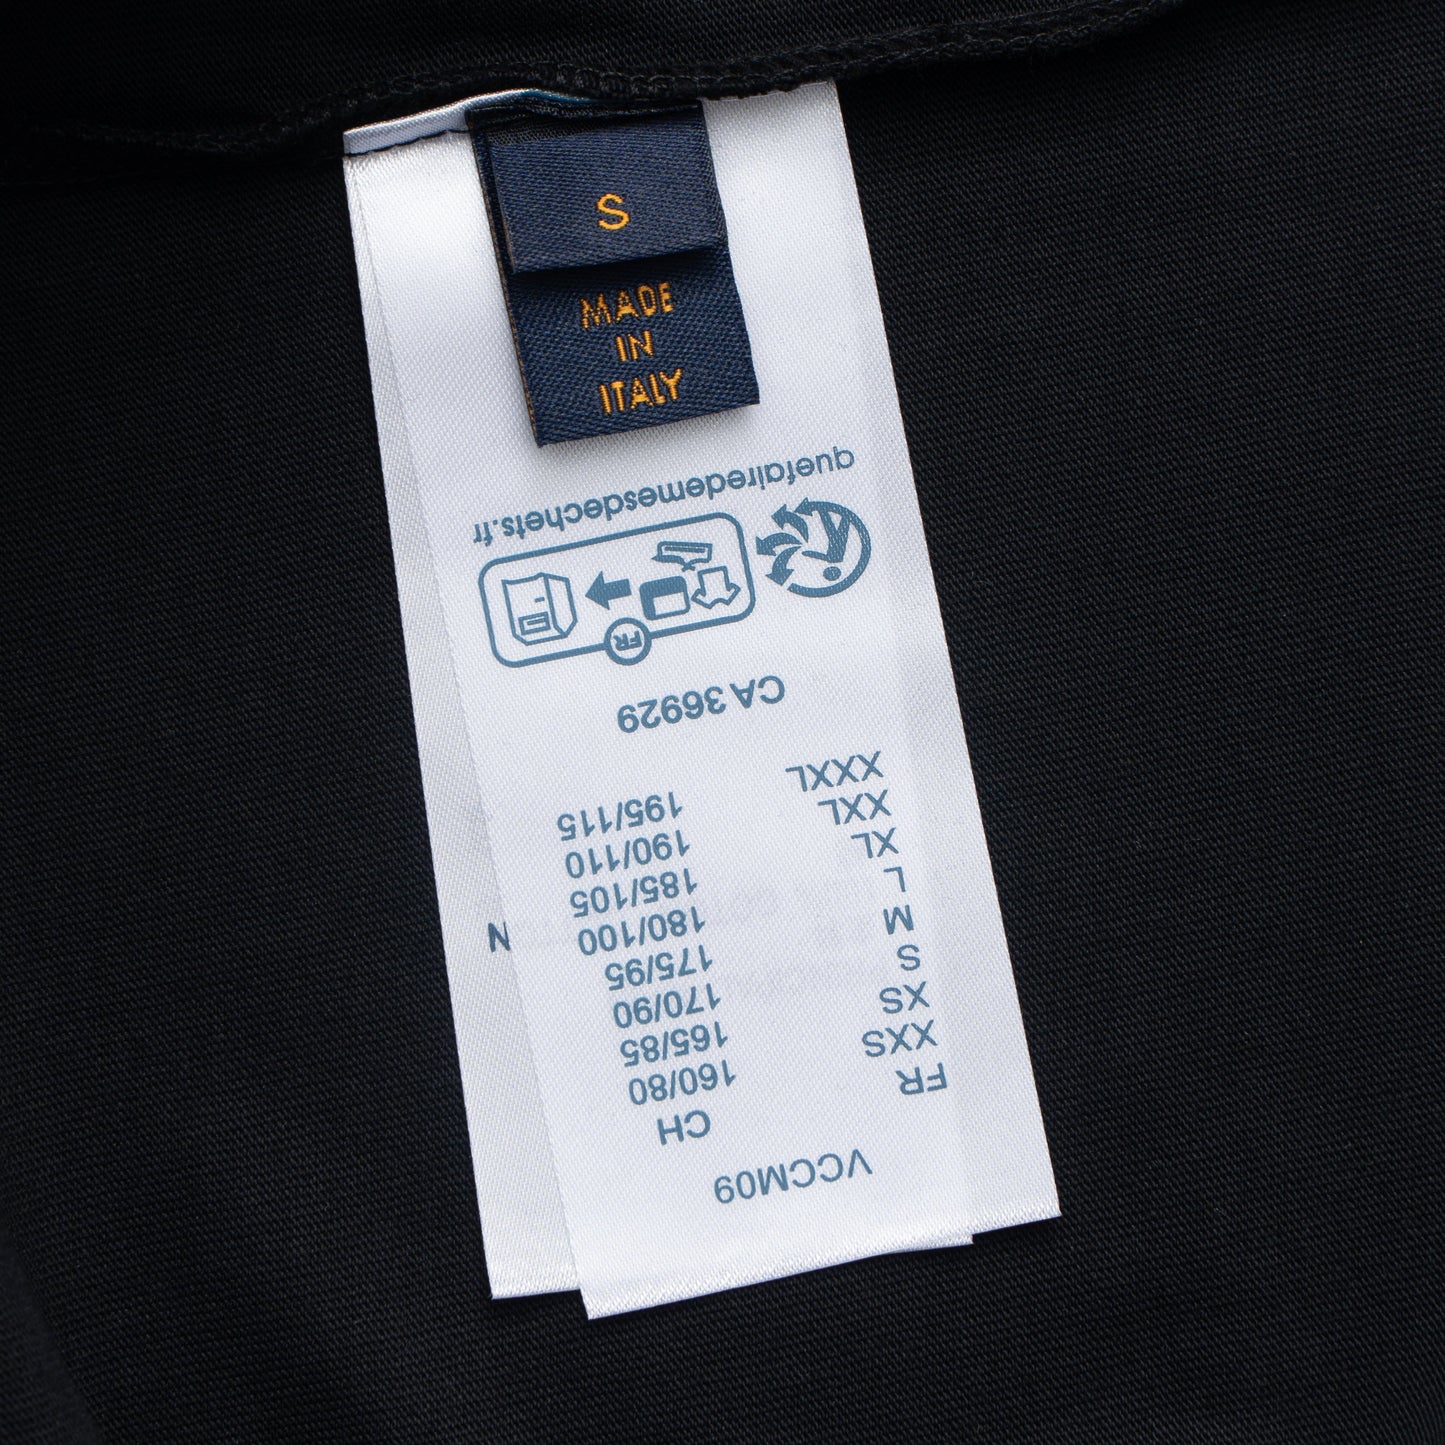 S
MADE
IN
ITALY
VCCM09
FR CH
XXS 160/80
XS 165/85
S 170/90
M 175/95
L 180/100
XL 185/105
XXL 190/110
XXXL 195/115
CA 36929
FR
quefairedemesdechets.fr